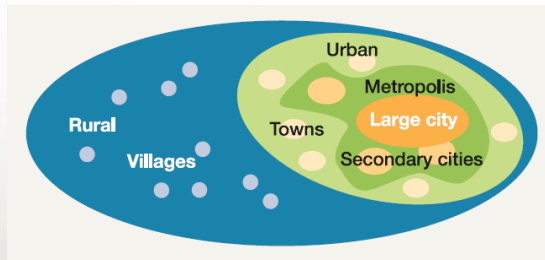 Urban
Metropolis
Large city
Rural
Towns
Villages
Secondary cities